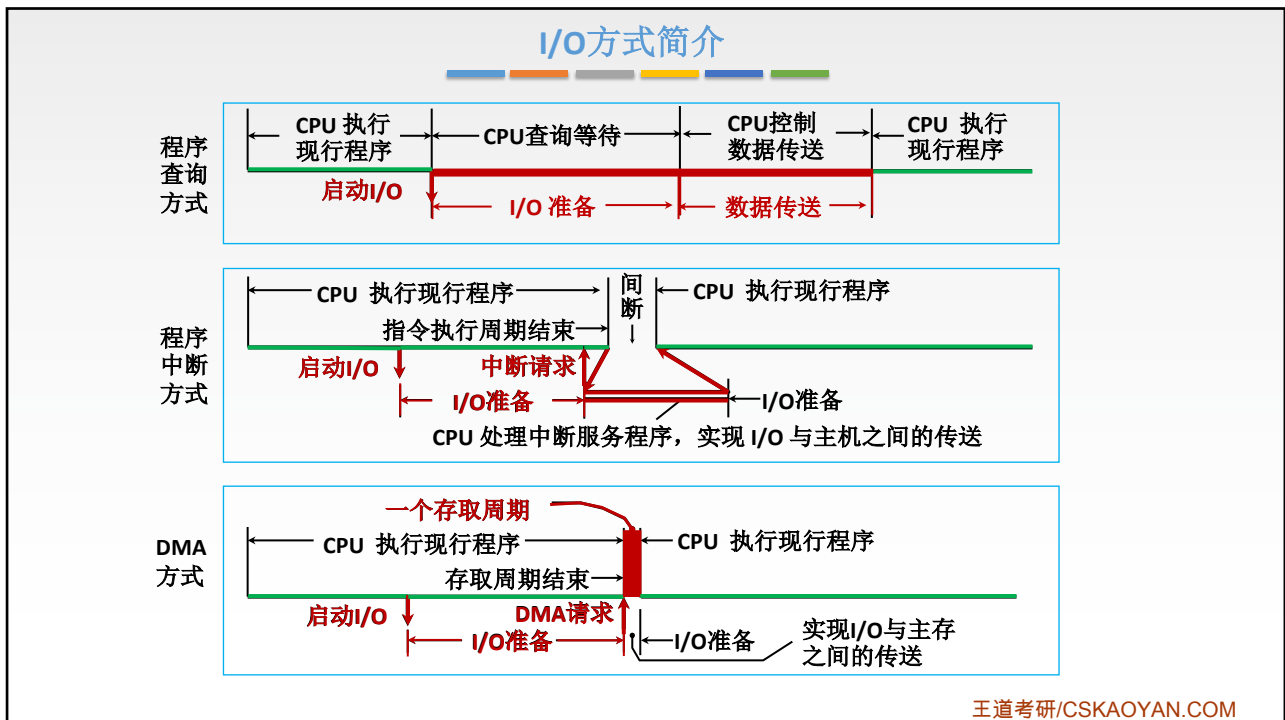 I/O方式简介
程序
查询
方式
CPU 执行
现行程序
CPU查询等待
CPU控制
数据传送
CPU 执行
现行程序
启动I/O
I/O 准备
数据传送
程序
中断
方式
CPU 执行现行程序
间
断
CPU 执行现行程序
指令执行周期结束
启动I/O
中断请求
I/O准备
I/O准备
CPU 处理中断服务程序，实现 I/O 与主机之间的传送
DMA
方式
一个存取周期
CPU 执行现行程序
CPU 执行现行程序
存取周期结束
启动I/O
DMA请求
I/O准备
I/O准备
实现I/O与主存
之间的传送
王道考研/CSKAOYAN.COM